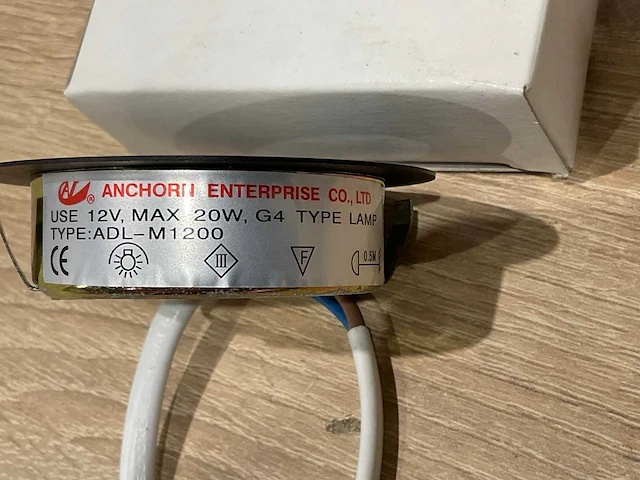 AL® ANCHORN ENTERPRISE CO., LTD
USE 12V, MAX 20W, G4 TYPE LAMP
TYPE:ADL-M1200
CE III F 0.5M